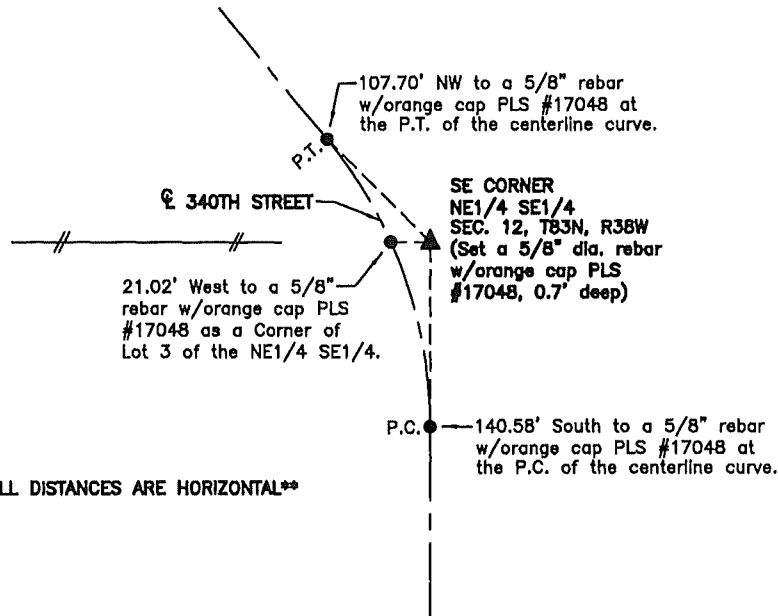 107.70' NW to a 5/8" rebar
w/orange cap PLS #17048 at
the P.T. of the centerline curve.
P.T.
℄ 340TH STREET
SE CORNER
NE1/4 SE1/4
SEC. 12, T83N, R38W
(Set a 5/8" dia. rebar
w/orange cap PLS
#17048, 0.7' deep)
21.02' West to a 5/8"
rebar w/orange cap PLS
#17048 as a Corner of
Lot 3 of the NE1/4 SE1/4.
P.C.
140.58' South to a 5/8" rebar
w/orange cap PLS #17048 at
the P.C. of the centerline curve.
LL DISTANCES ARE HORIZONTAL**